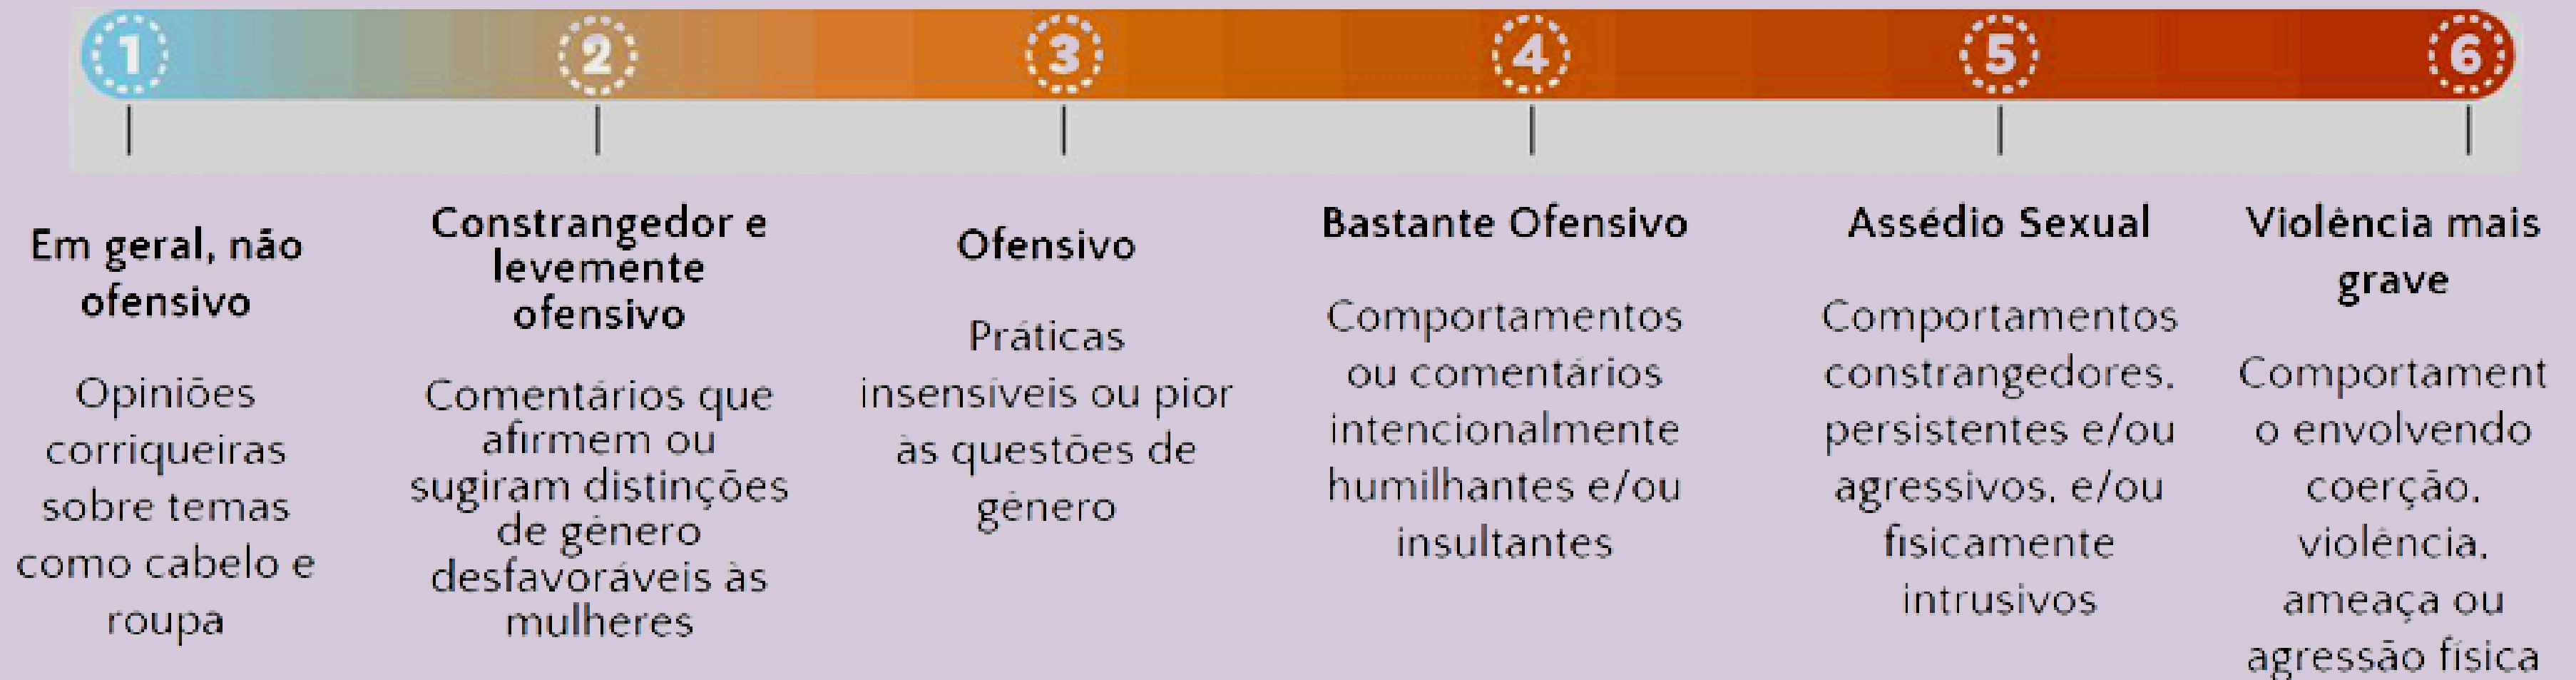 1
2
3
4
5
6
Em geral, não
ofensivo
Opiniões
corriqueiras
sobre temas
como cabelo e
roupa
Constrangedor e
levemente
ofensivo
Comentários que
afirmem ou
sugiram distinções
de gênero
desfavoráveis às
mulheres
Ofensivo
Práticas
insensíveis ou pior
às questões de
gênero
Bastante Ofensivo
Comportamentos
ou comentários
intencionalmente
humilhantes e/ou
insultantes
Assédio Sexual
Comportamentos
constrangedores,
persistentes e/ou
agressivos, e/ou
fisicamente
intrusivos
Violência mais
grave
Comportament
o envolvendo
coerção,
violência,
ameaça ou
agressão física